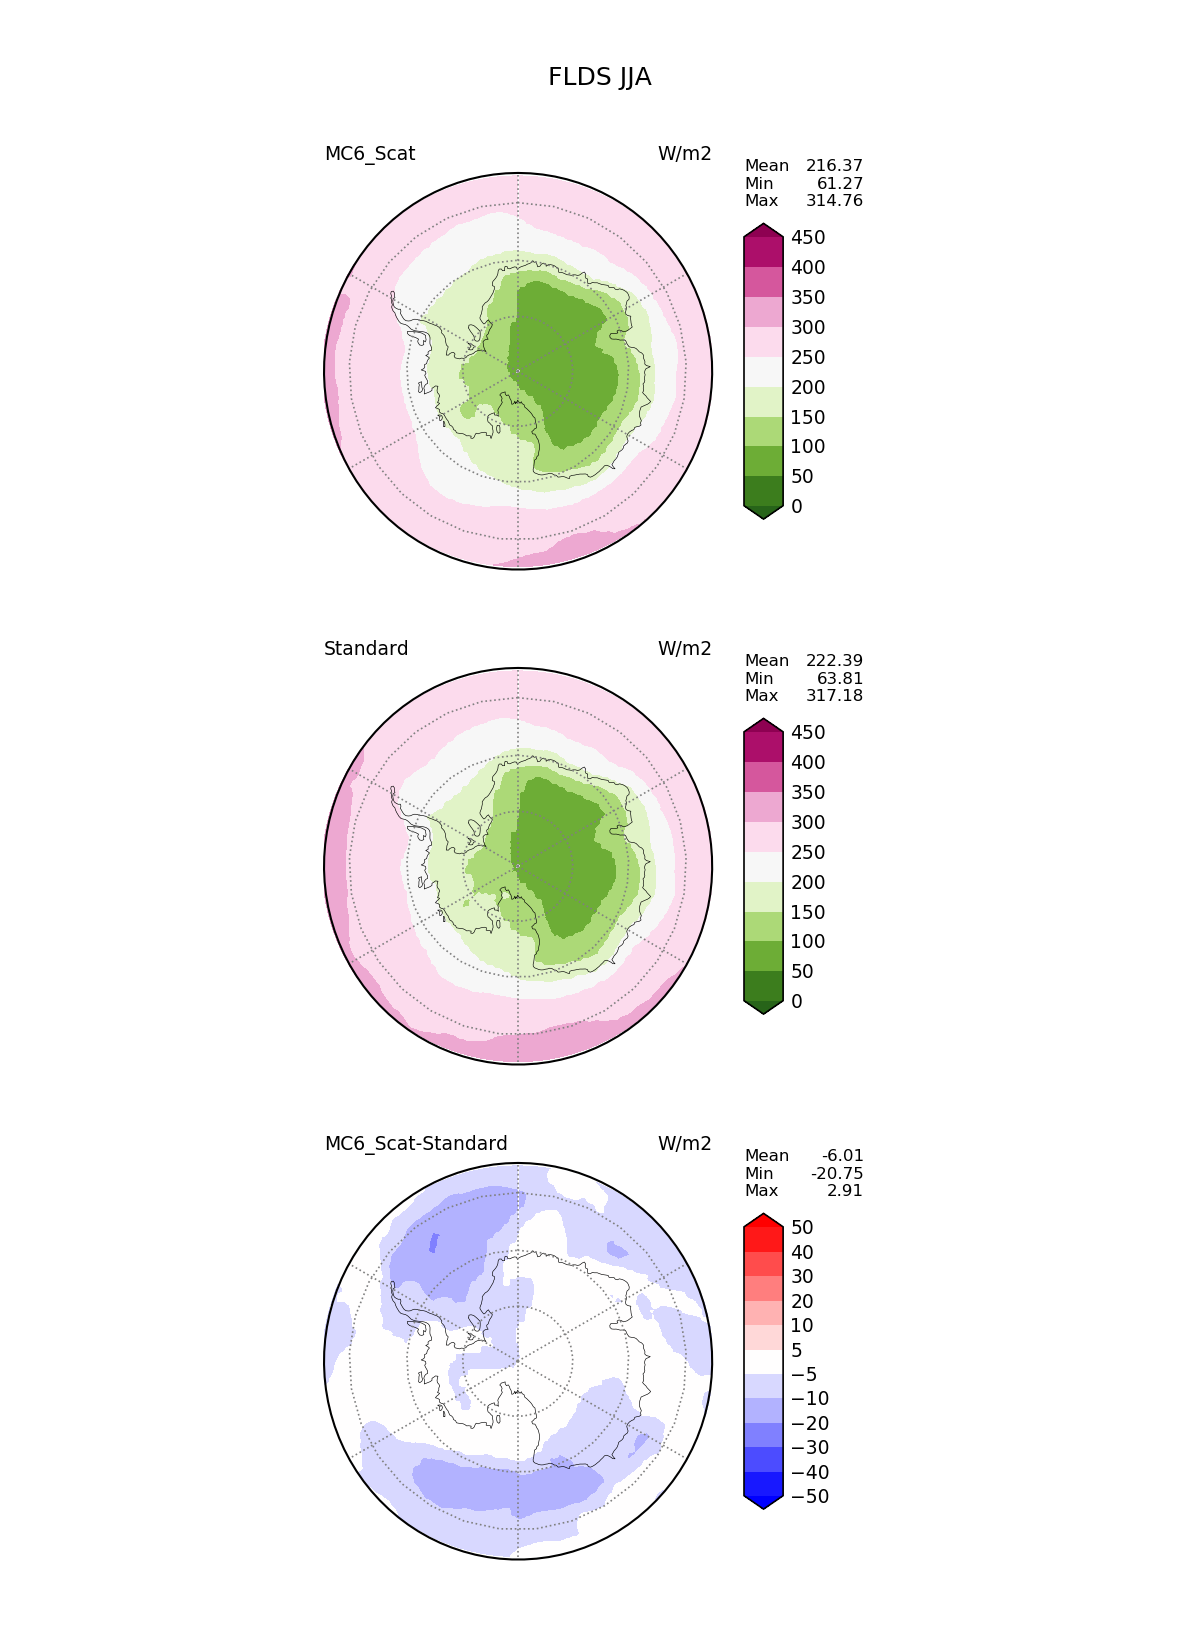 FLDS JJA
MC6_Scat W/m2
Mean 216.37
Min 61.27
Max 314.76
450
400
350
300
250
200
150
100
50
0
Standard W/m2
Mean 222.39
Min 63.81
Max 317.18
450
400
350
300
250
200
150
100
50
0
MC6_Scat-Standard W/m2
Mean -6.01
Min -20.75
Max 2.91
50
40
30
20
10
5
−5
−10
−20
−30
−40
−50